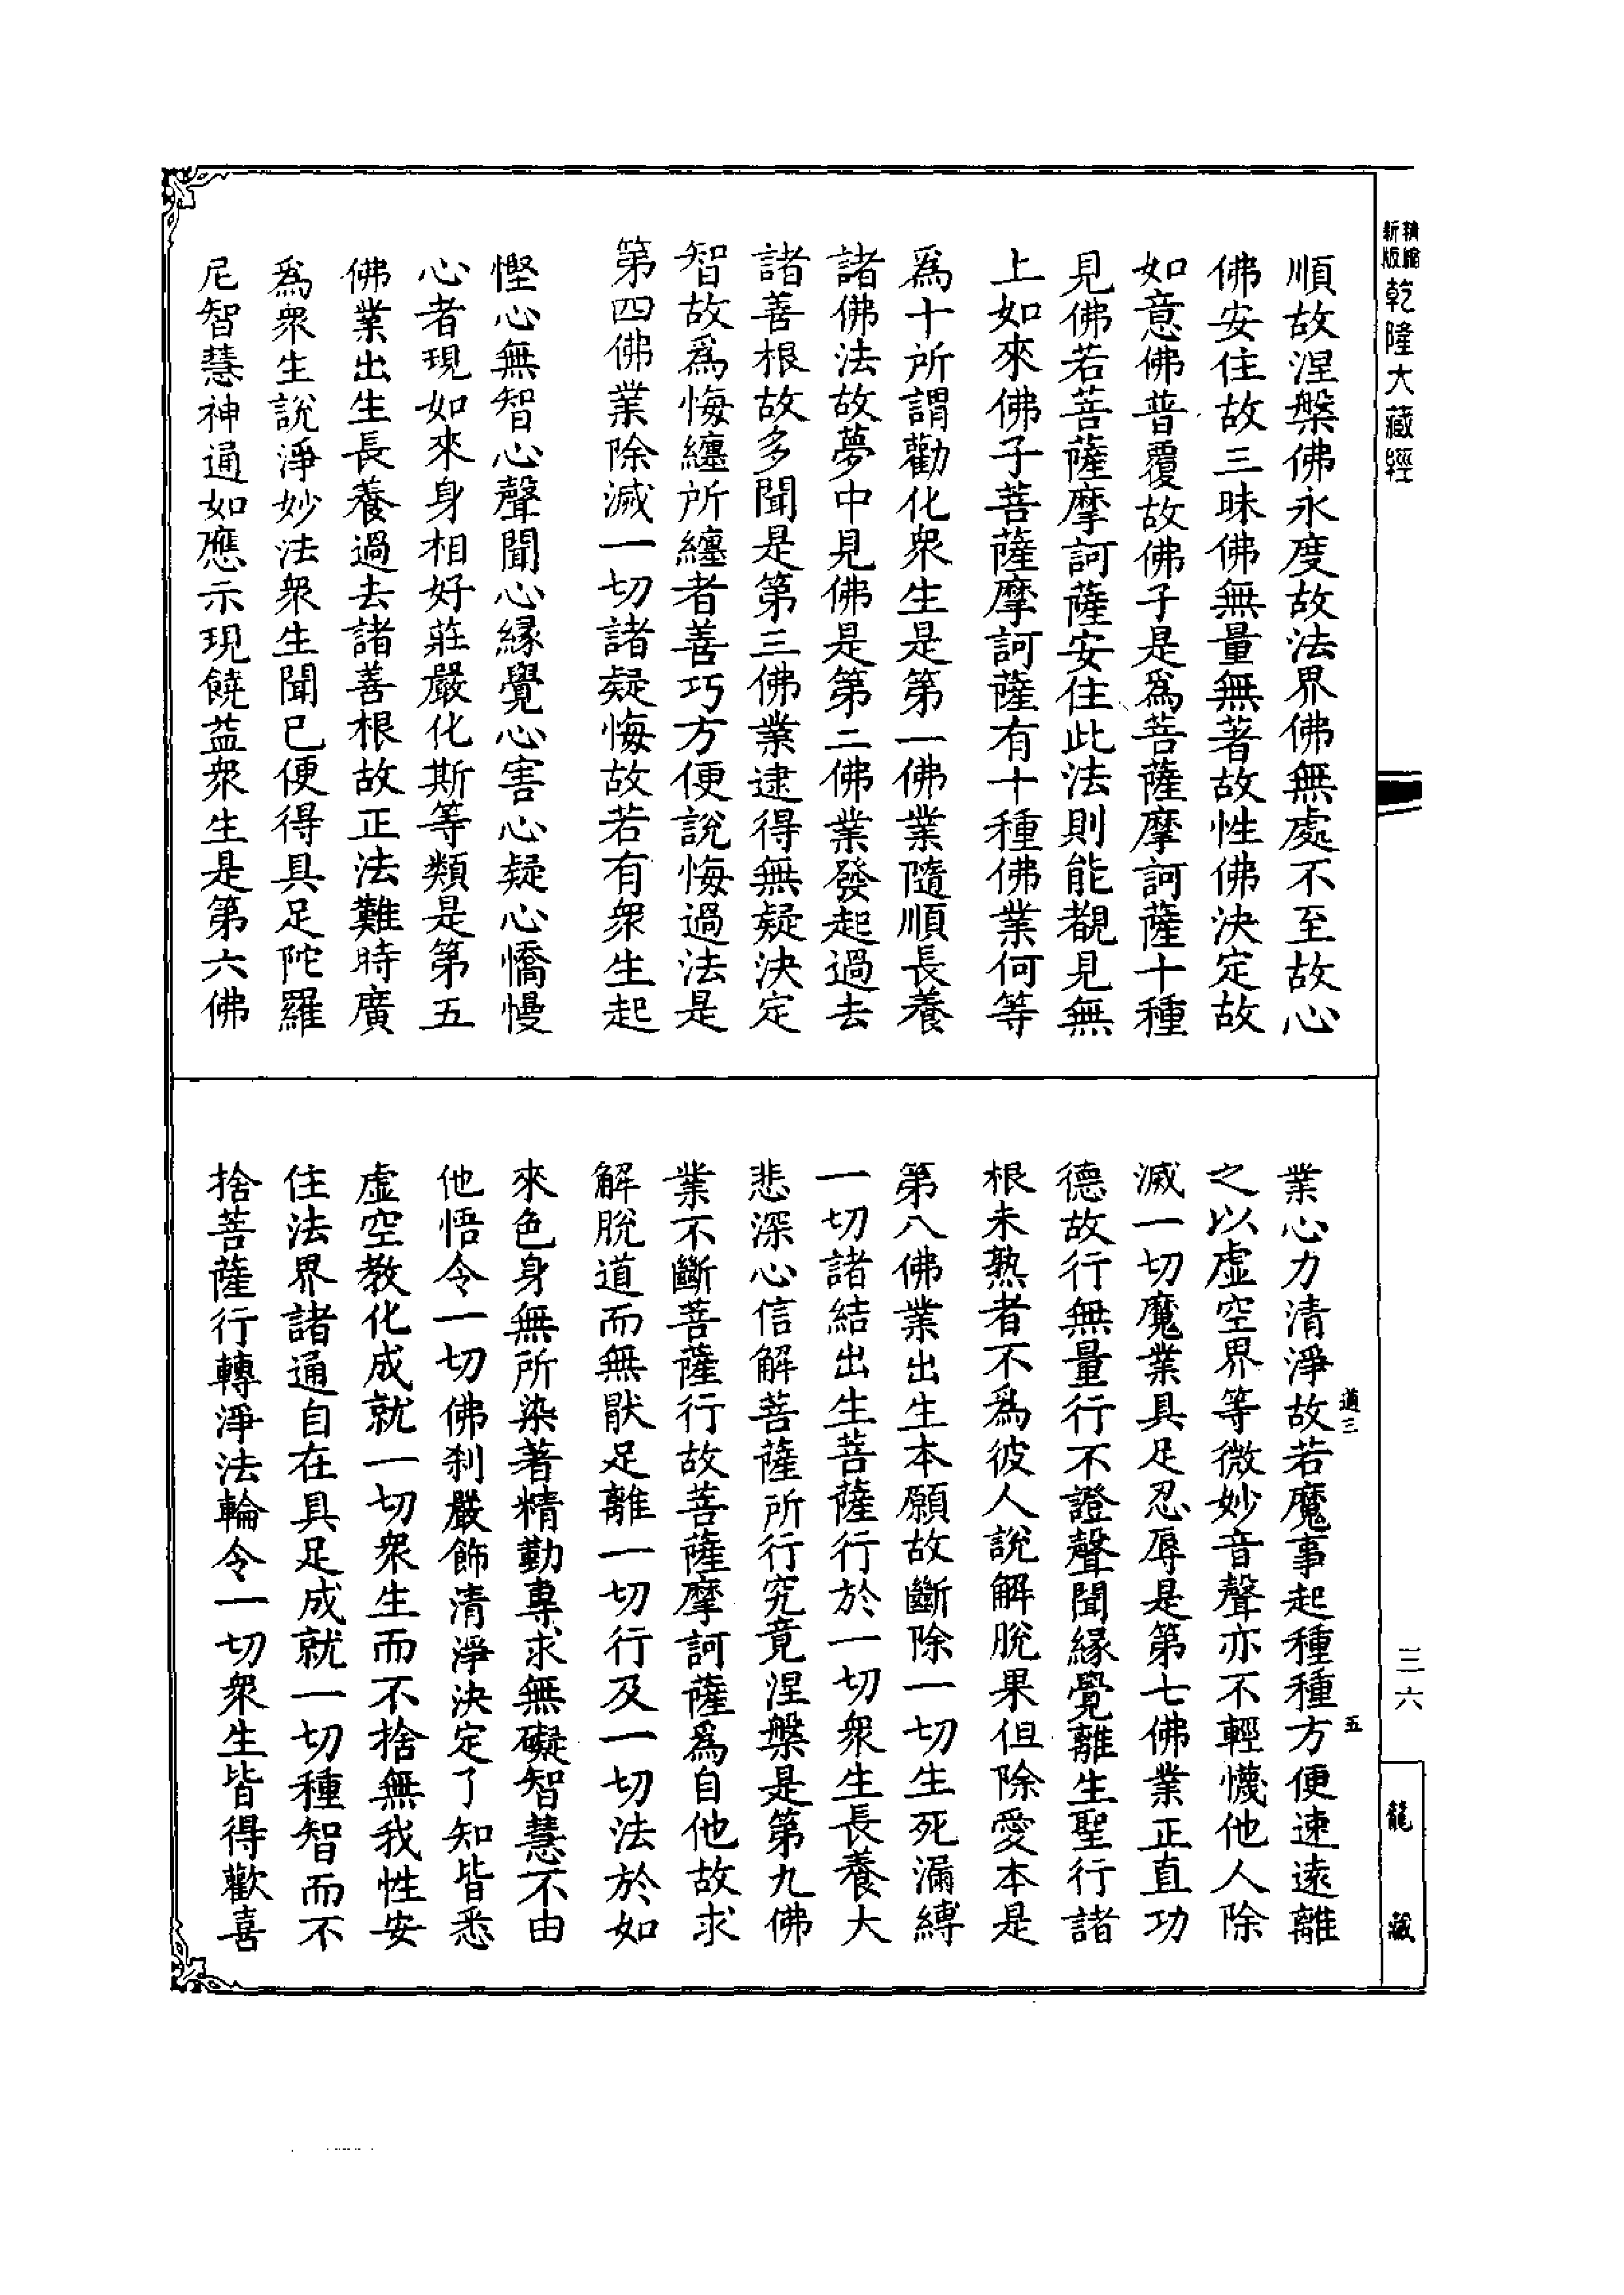 精縮新版
乾隆大藏經
順故涅槃佛永度故法界佛無處不至故心
佛安住故三昧佛無量無著故性佛決定故
如意佛普覆故佛子是爲菩薩摩訶薩十種
見佛若菩薩摩訶薩安住此法則能覩見無
上如來佛子菩薩摩訶薩有十種佛業何等
爲十所謂勸化衆生是第一佛業隨順長養
諸佛法故夢中見佛是第二佛業發起過去
諸善根故多聞是第三佛業逮得無疑決定
智故爲悔纏所纏者善巧方便說悔過法是
第四佛業除滅一切諸疑悔故若有衆生起
慳心無智心聲聞心緣覺心害心疑心憍慢
心者現如來身相好莊嚴化斯等類是第五
佛業出生長養過去諸善根故正法難時廣
爲衆生說淨妙法衆生聞已便得具足陀羅
尼智慧神通如應示現饒益衆生是第六佛
業心力清淨故若魔事起種種方便速遠離
之以虛空界等微妙音聲亦不輕懱他人除
滅一切魔業具足忍辱是第七佛業正直功
德故行無量行不證聲聞緣覺離生聖行諸
根未熟者不爲彼人說解脫果但除愛本是
第八佛業出生本願故斷除一切生死漏縛
一切諸結出生菩薩行於一切衆生長養大
悲深心信解菩薩所行究竟涅槃是第九佛
業不斷菩薩行故菩薩摩訶薩爲自他故求
解脫道而無猒足離一切行及一切法於如
來色身無所染著精勤專求無礙智慧不由
他悟令一切佛刹嚴飾清淨決定了知皆悉
虛空教化成就一切衆生而不捨無我性安
住法界諸通自在具足成就一切種智而不
捨菩薩行轉淨法輪令一切衆生皆得歡喜
三
五
三六
龍藏